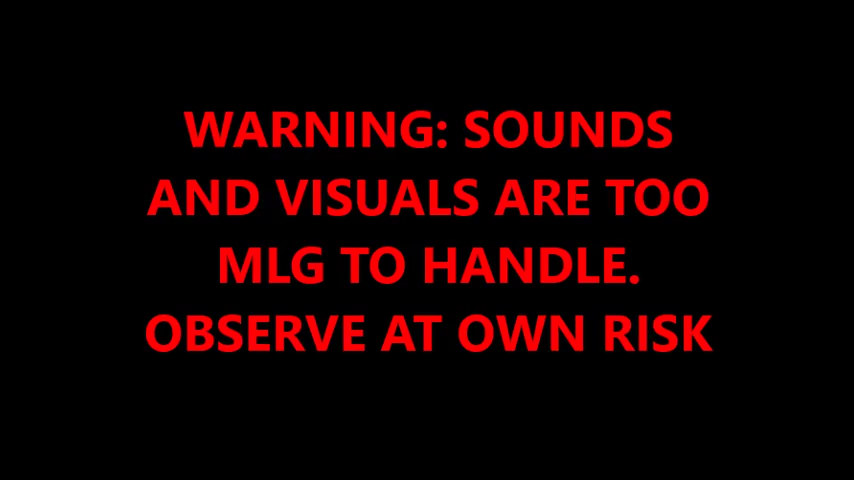 WARNING: SOUNDS
AND VISUALS ARE TOO
MLG TO HANDLE.
OBSERVE AT OWN RISK